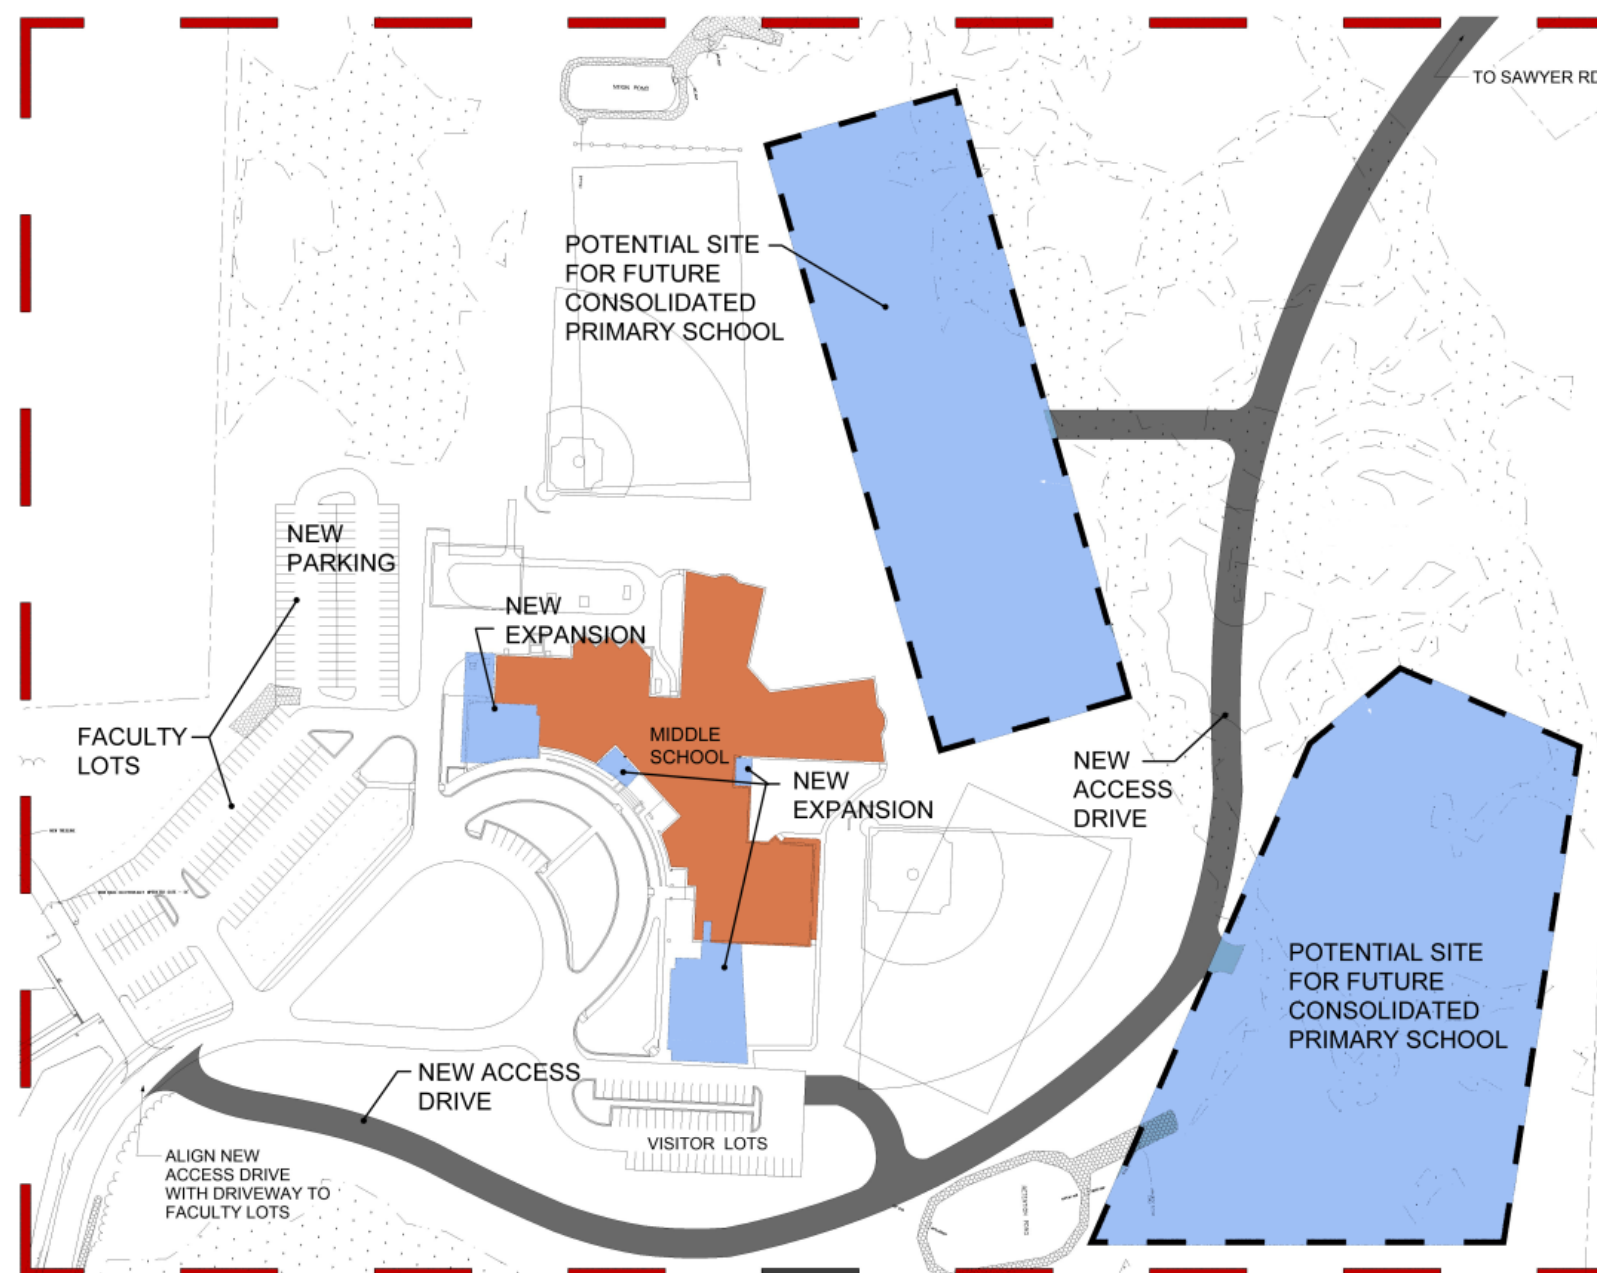 TO SAWYER RD
POTENTIAL SITE
FOR FUTURE
CONSOLIDATED
PRIMARY SCHOOL
NEW
PARKING
NEW
EXPANSION
FACULTY
LOTS
MIDDLE
SCHOOL
NEW
EXPANSION
NEW
ACCESS
DRIVE
POTENTIAL SITE
FOR FUTURE
CONSOLIDATED
PRIMARY SCHOOL
NEW ACCESS
DRIVE
VISITOR LOTS
ALIGN NEW
ACCESS DRIVE
WITH DRIVEWAY TO
FACULTY LOTS
DETENTION POND